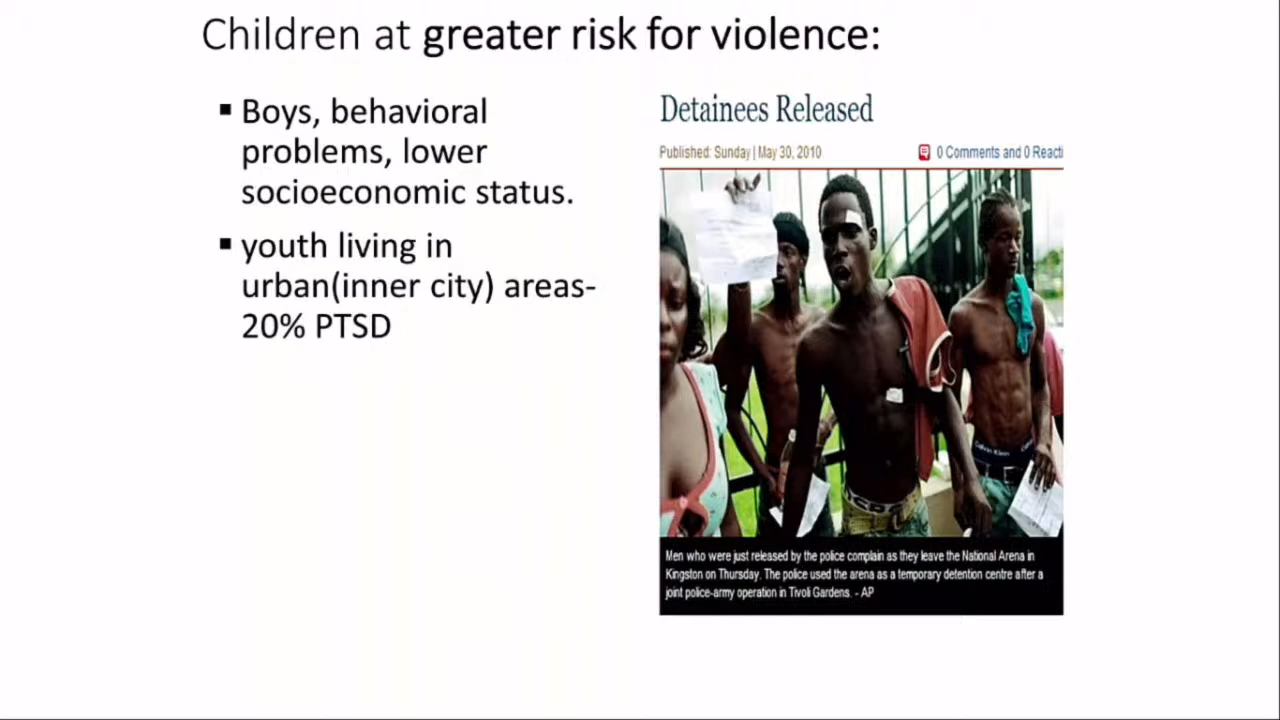 Children at greater risk for violence:
▪ Boys, behavioral
problems, lower
socioeconomic status.
▪ youth living in
urban(inner city) areas-
20% PTSD
Detainees Released
Published: Sunday | May 30, 2010
0 Comments and 0 Reacti
Calvin Klein
Men who were just released by the police complain as they leave the National Arena in
Kingston on Thursday. The police used the arena as a temporary detention centre after a
joint police-army operation in Tivoli Gardens. - AP